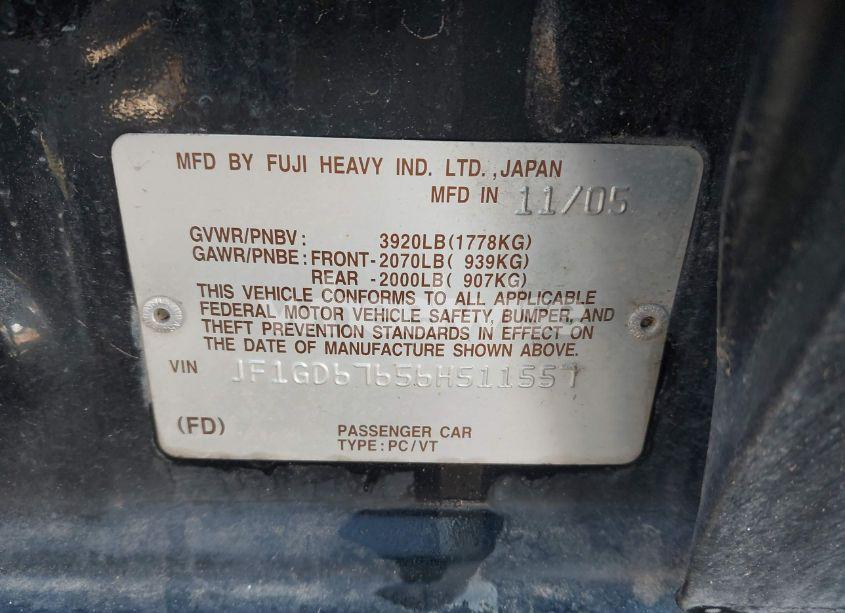 MFD BY FUJI HEAVY IND. LTD.,JAPAN
MFD IN 11/05
GVWR/PNBV: 3920LB(1778KG)
GAWR/PNBE: FRONT-2070LB( 939KG)
REAR -2000LB( 907KG)
THIS VEHICLE CONFORMS TO ALL APPLICABLE
FEDERAL MOTOR VEHICLE SAFETY, BUMPER, AND
THEFT PREVENTION STANDARDS IN EFFECT ON
THE DATE OF MANUFACTURE SHOWN ABOVE.
VIN JF1GD67656H511557
(FD) PASSENGER CAR
TYPE: PC/VT